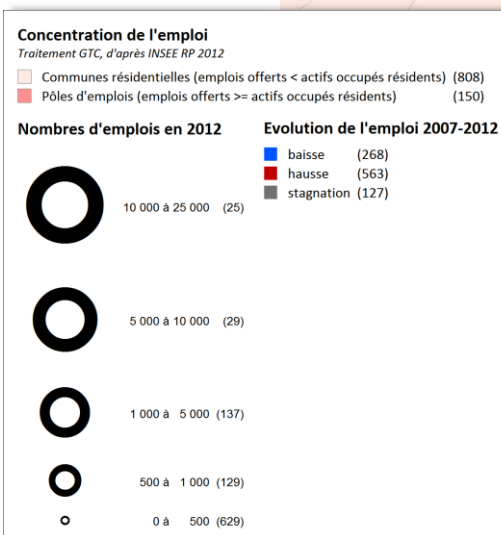 Concentration de l'emploi
Traitement GTC, d'après INSEE RP 2012
Communes résidentielles (emplois offerts < actifs occupés résidents) (808)
Pôles d'emplois (emplois offerts >= actifs occupés résidents) (150)
Nombres d'emplois en 2012
10 000 à 25 000 (25)
5 000 à 10 000 (29)
1 000 à 5 000 (137)
500 à 1 000 (129)
0 à 500 (629)
Evolution de l'emploi 2007-2012
baisse (268)
hausse (563)
stagnation (127)